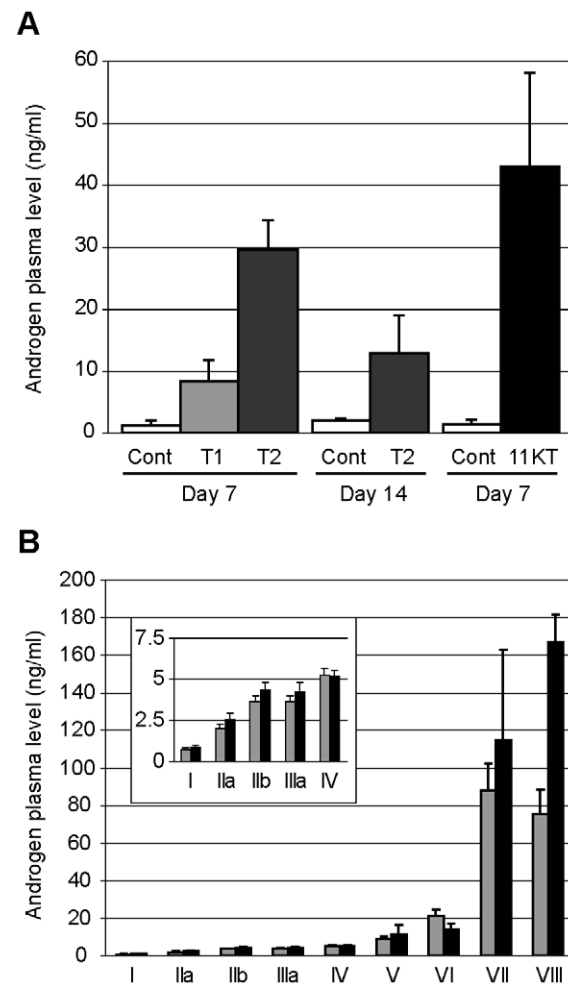 A
Androgen plasma level (ng/ml)
60
50
40
30
20
10
0
Cont T1 T2 Cont T2 Cont 11KT
Day 7 Day 14 Day 7
B
Androgen plasma level (ng/ml)
200
180
160
140
120
100
80
60
40
20
0
7.5
5
2.5
0
I IIa IIb IIIa IV
I IIa IIb IIIa IV V VI VII VIII